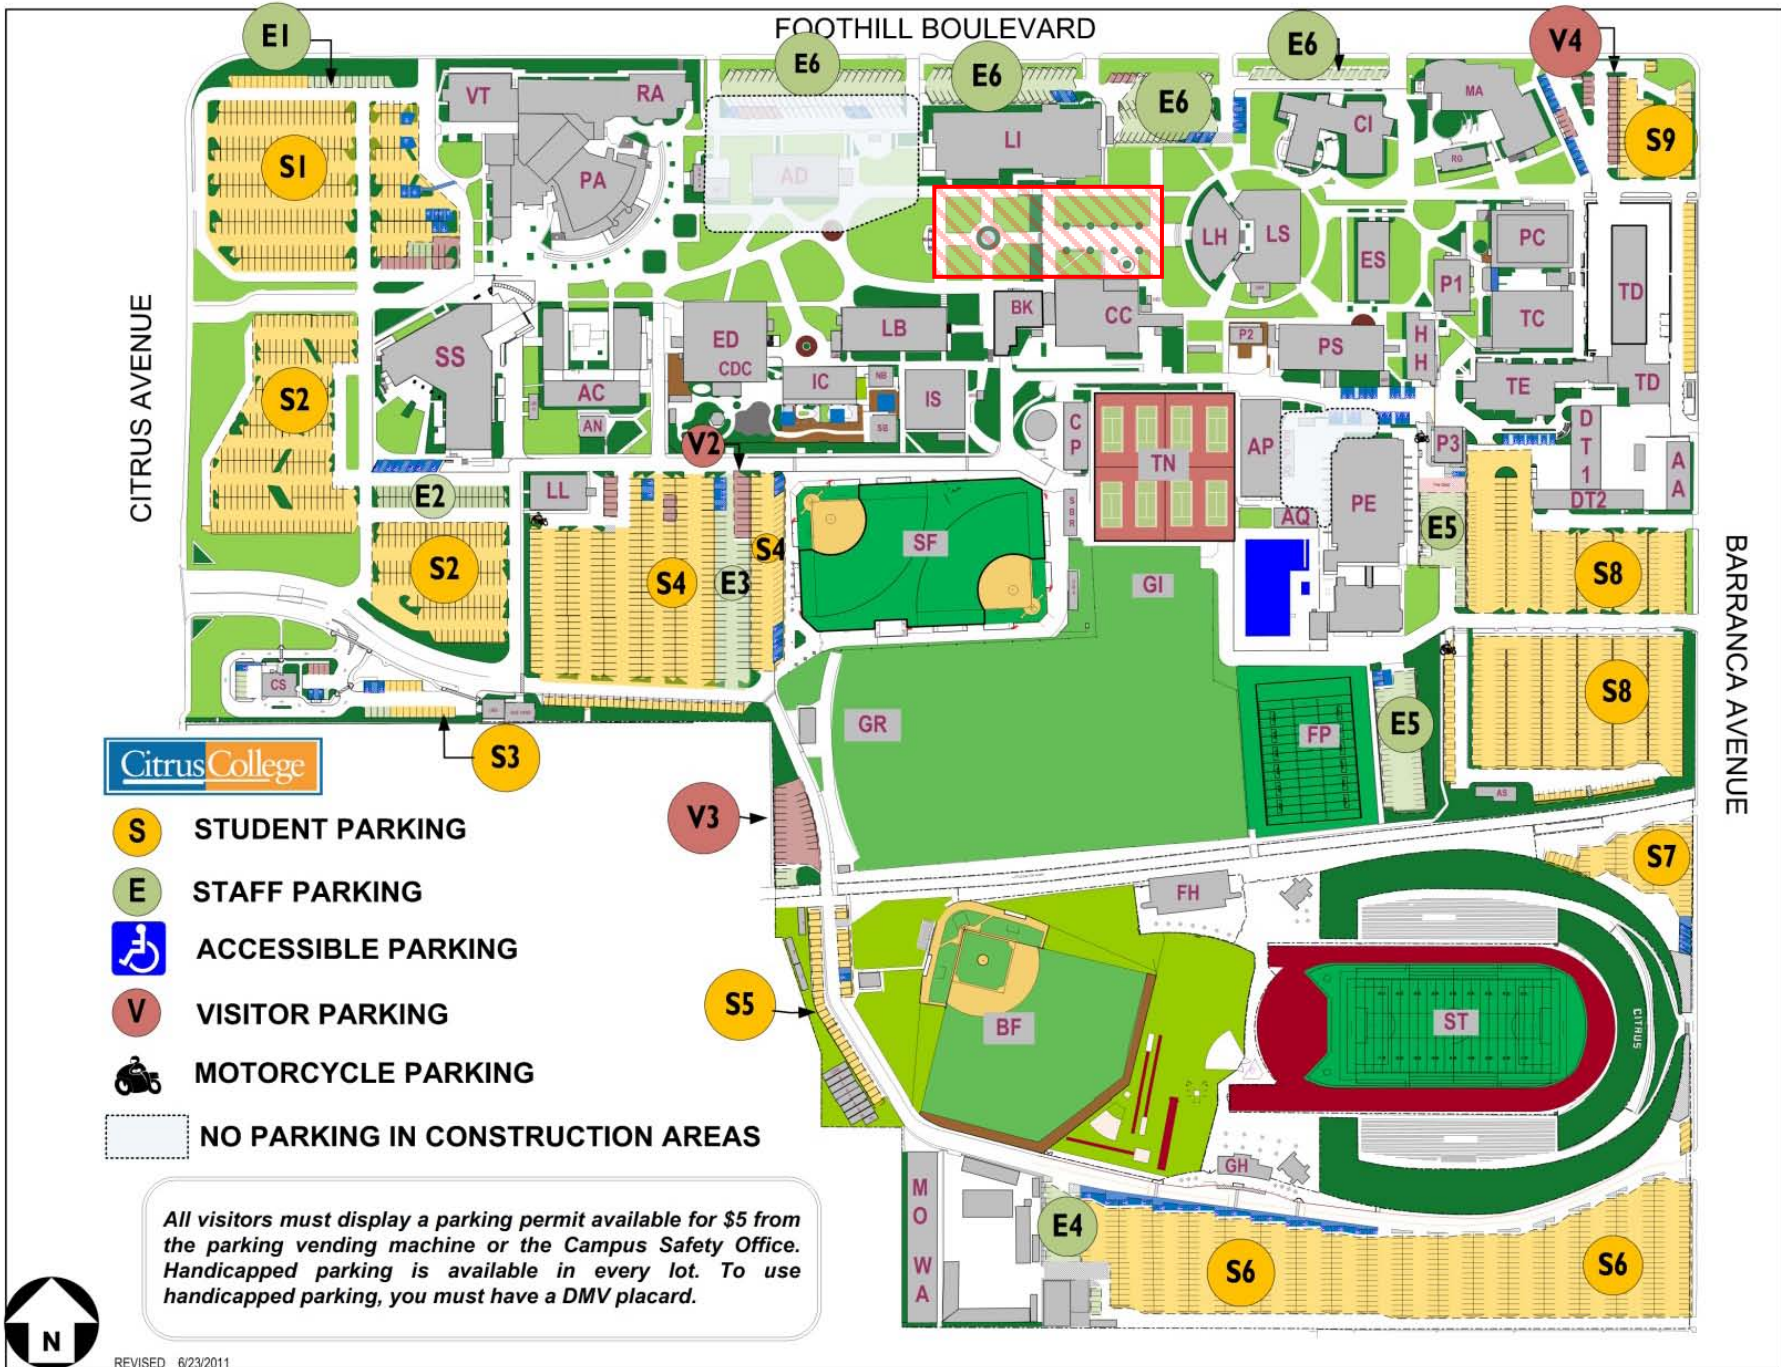 FOOTHILL BOULEVARD
E1
E6
E6
E6
E6
V4
VT
RA
MA
CI
LI
RG
S9
S1
PA
AD
LH
LS
ES
PC
P1
TD
CITRUS AVENUE
BK
CC
TC
SS
ED
LB
P2
PS
H
H
CDC
AC
IC
NB
IS
TE
TD
S2
AN
SB
C
P
AP
P3
D
T
1
A
A
V2
TN
PE
E2
LL
S
B
R
DT2
AQ
E5
SF
S4
S2
S4
E3
GI
S8
BARRANCA AVENUE
CS
S8
GR
FP
E5
S3
AS
Citrus College
V3
S STUDENT PARKING
S7
E STAFF PARKING
FH
ACCESSIBLE PARKING
V VISITOR PARKING
S5
BF
ST
CITRUS
MOTORCYCLE PARKING
NO PARKING IN CONSTRUCTION AREAS
GH
M
O
W
A
E4
S6
S6
All visitors must display a parking permit available for $5 from
the parking vending machine or the Campus Safety Office.
Handicapped parking is available in every lot. To use
handicapped parking, you must have a DMV placard.
N
REVISED 6/23/2011